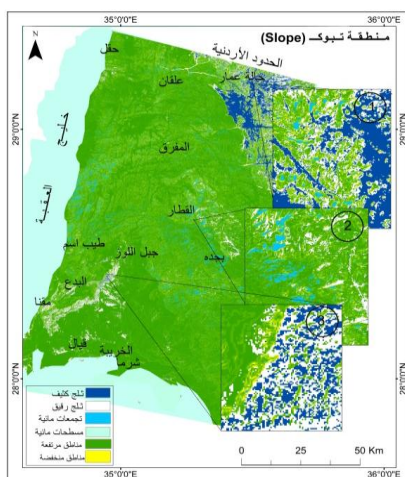 35°0'0"E
36°0'0"E
منطقة تبوك (Slope)
N
الحدود الأردنية
حقل
حالة عمار
علقان
1
29°0'0"N
29°0'0"N
خليج
المفرق
العقبة
القطار
2
طيب اسم
جبل اللوز
بجده
البدع
مقنا
قيال
الخريبة
شرما
28°0'0"N
28°0'0"N
ثلج كثيف
ثلج رقيق
تجمعات مائية
مسطحات مائية
مناطق مرتفعة
مناطق منخفضة
0 25 50 Km
35°0'0"E
36°0'0"E